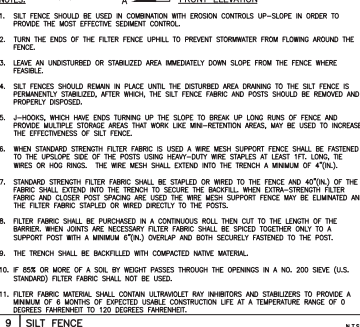 NOTES:
A
FRONT ELEVATION
1. SILT FENCE SHOULD BE USED IN COMBINATION WITH EROSION CONTROLS UP-SLOPE IN ORDER TO
PROVIDE THE MOST EFFECTIVE SEDIMENT CONTROL.
2. TURN THE ENDS OF THE FILTER FENCE UPHILL TO PREVENT STORMWATER FROM FLOWING AROUND THE
FENCE.
3. LEAVE AN UNDISTURBED OR STABILIZED AREA IMMEDIATELY DOWN SLOPE FROM THE FENCE WHERE
FEASIBLE.
4. SILT FENCES SHOULD REMAIN IN PLACE UNTIL THE DISTURBED AREA DRAINING TO THE SILT FENCE IS
PERMANENTLY STABILIZED, AFTER WHICH, THE SILT FENCE FABRIC AND POSTS SHOULD BE REMOVED AND
PROPERLY DISPOSED.
5. J-HOOKS, WHICH HAVE ENDS TURNING UP THE SLOPE TO BREAK UP LONG RUNS OF FENCE AND
PROVIDE MULTIPLE STORAGE AREAS THAT WORK LIKE MINI-RETENTION AREAS, MAY BE USED TO INCREASE
THE EFFECTIVENESS OF SILT FENCE.
6. WHEN STANDARD STRENGTH FILTER FABRIC IS USED A WIRE MESH SUPPORT FENCE SHALL BE FASTENED
TO THE UPSLOPE SIDE OF THE POSTS USING HEAVY-DUTY WIRE STAPLES AT LEAST 1FT. LONG, TIE
WIRES OR HOG RINGS. THE WIRE MESH SHALL EXTEND INTO THE TRENCH A MINIMUM OF 4"(IN.).
7. STANDARD STRENGTH FILTER FABRIC SHALL BE STAPLED OR WIRED TO THE FENCE AND 40"(IN) OF THE
FABRIC SHALL EXTEND INTO THE TRENCH TO SECURE THE BACKFILL. WHEN EXTRA-STRENGTH FILTER
FABRIC AND CLOSER POST SPACING ARE USED THE WIRE MESH SUPPORT FENCE MAY BE ELIMINATED AND
THE FILTER FABRIC STAPLED OR WIRED DIRECTLY TO THE POSTS.
8. FILTER FABRIC SHALL BE PURCHASED IN A CONTINUOUS ROLL THEN CUT TO THE LENGTH OF THE
BARRIER. WHEN JOINTS ARE NECESSARY FILTER FABRIC SHALL BE SPICED TOGETHER ONLY TO A
SUPPORT POST WITH A MINIMUM 6"(IN.) OVERLAP AND BOTH SECURELY FASTENED TO THE POST.
9. THE TRENCH SHALL BE BACKFILLED WITH COMPACTED NATIVE MATERIAL.
10. IF 85% OR MORE OF A SOIL BY WEIGHT PASSES THROUGH THE OPENINGS IN A NO. 200 SIEVE (U.S.
STANDARD) FILTER FABRIC SHALL NOT BE USED.
11. FILTER FABRIC MATERIAL SHALL CONTAIN ULTRAVIOLET RAY INHIBITORS AND STABILIZERS TO PROVIDE A
MINIMUM OF 6 MONTHS OF EXPECTED USABLE CONSTRUCTION LIFE AT A TEMPERATURE RANGE OF 0
DEGREES FAHRENHEIT TO 120 DEGREES FAHRENHEIT.
9 SILT FENCE
N.T.S.